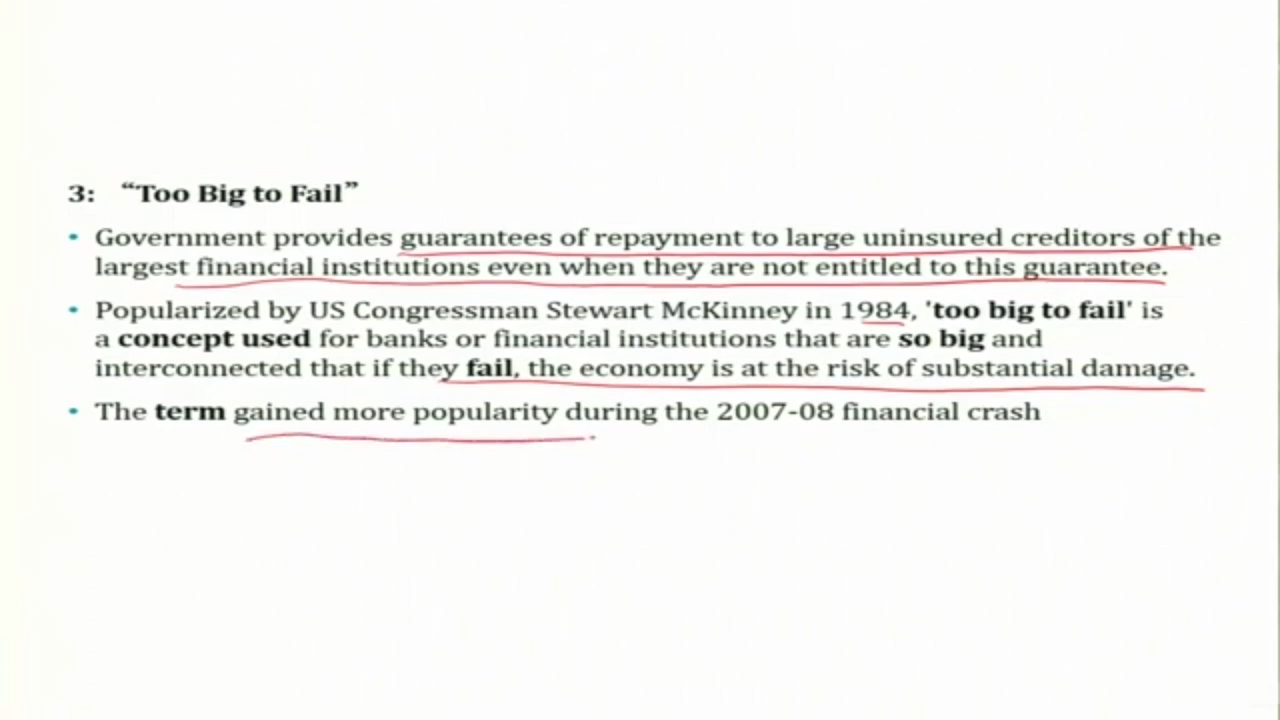 3: “Too Big to Fail”
• Government provides guarantees of repayment to large uninsured creditors of the
largest financial institutions even when they are not entitled to this guarantee.
• Popularized by US Congressman Stewart McKinney in 1984, 'too big to fail' is
a concept used for banks or financial institutions that are so big and
interconnected that if they fail, the economy is at the risk of substantial damage.
• The term gained more popularity during the 2007-08 financial crash